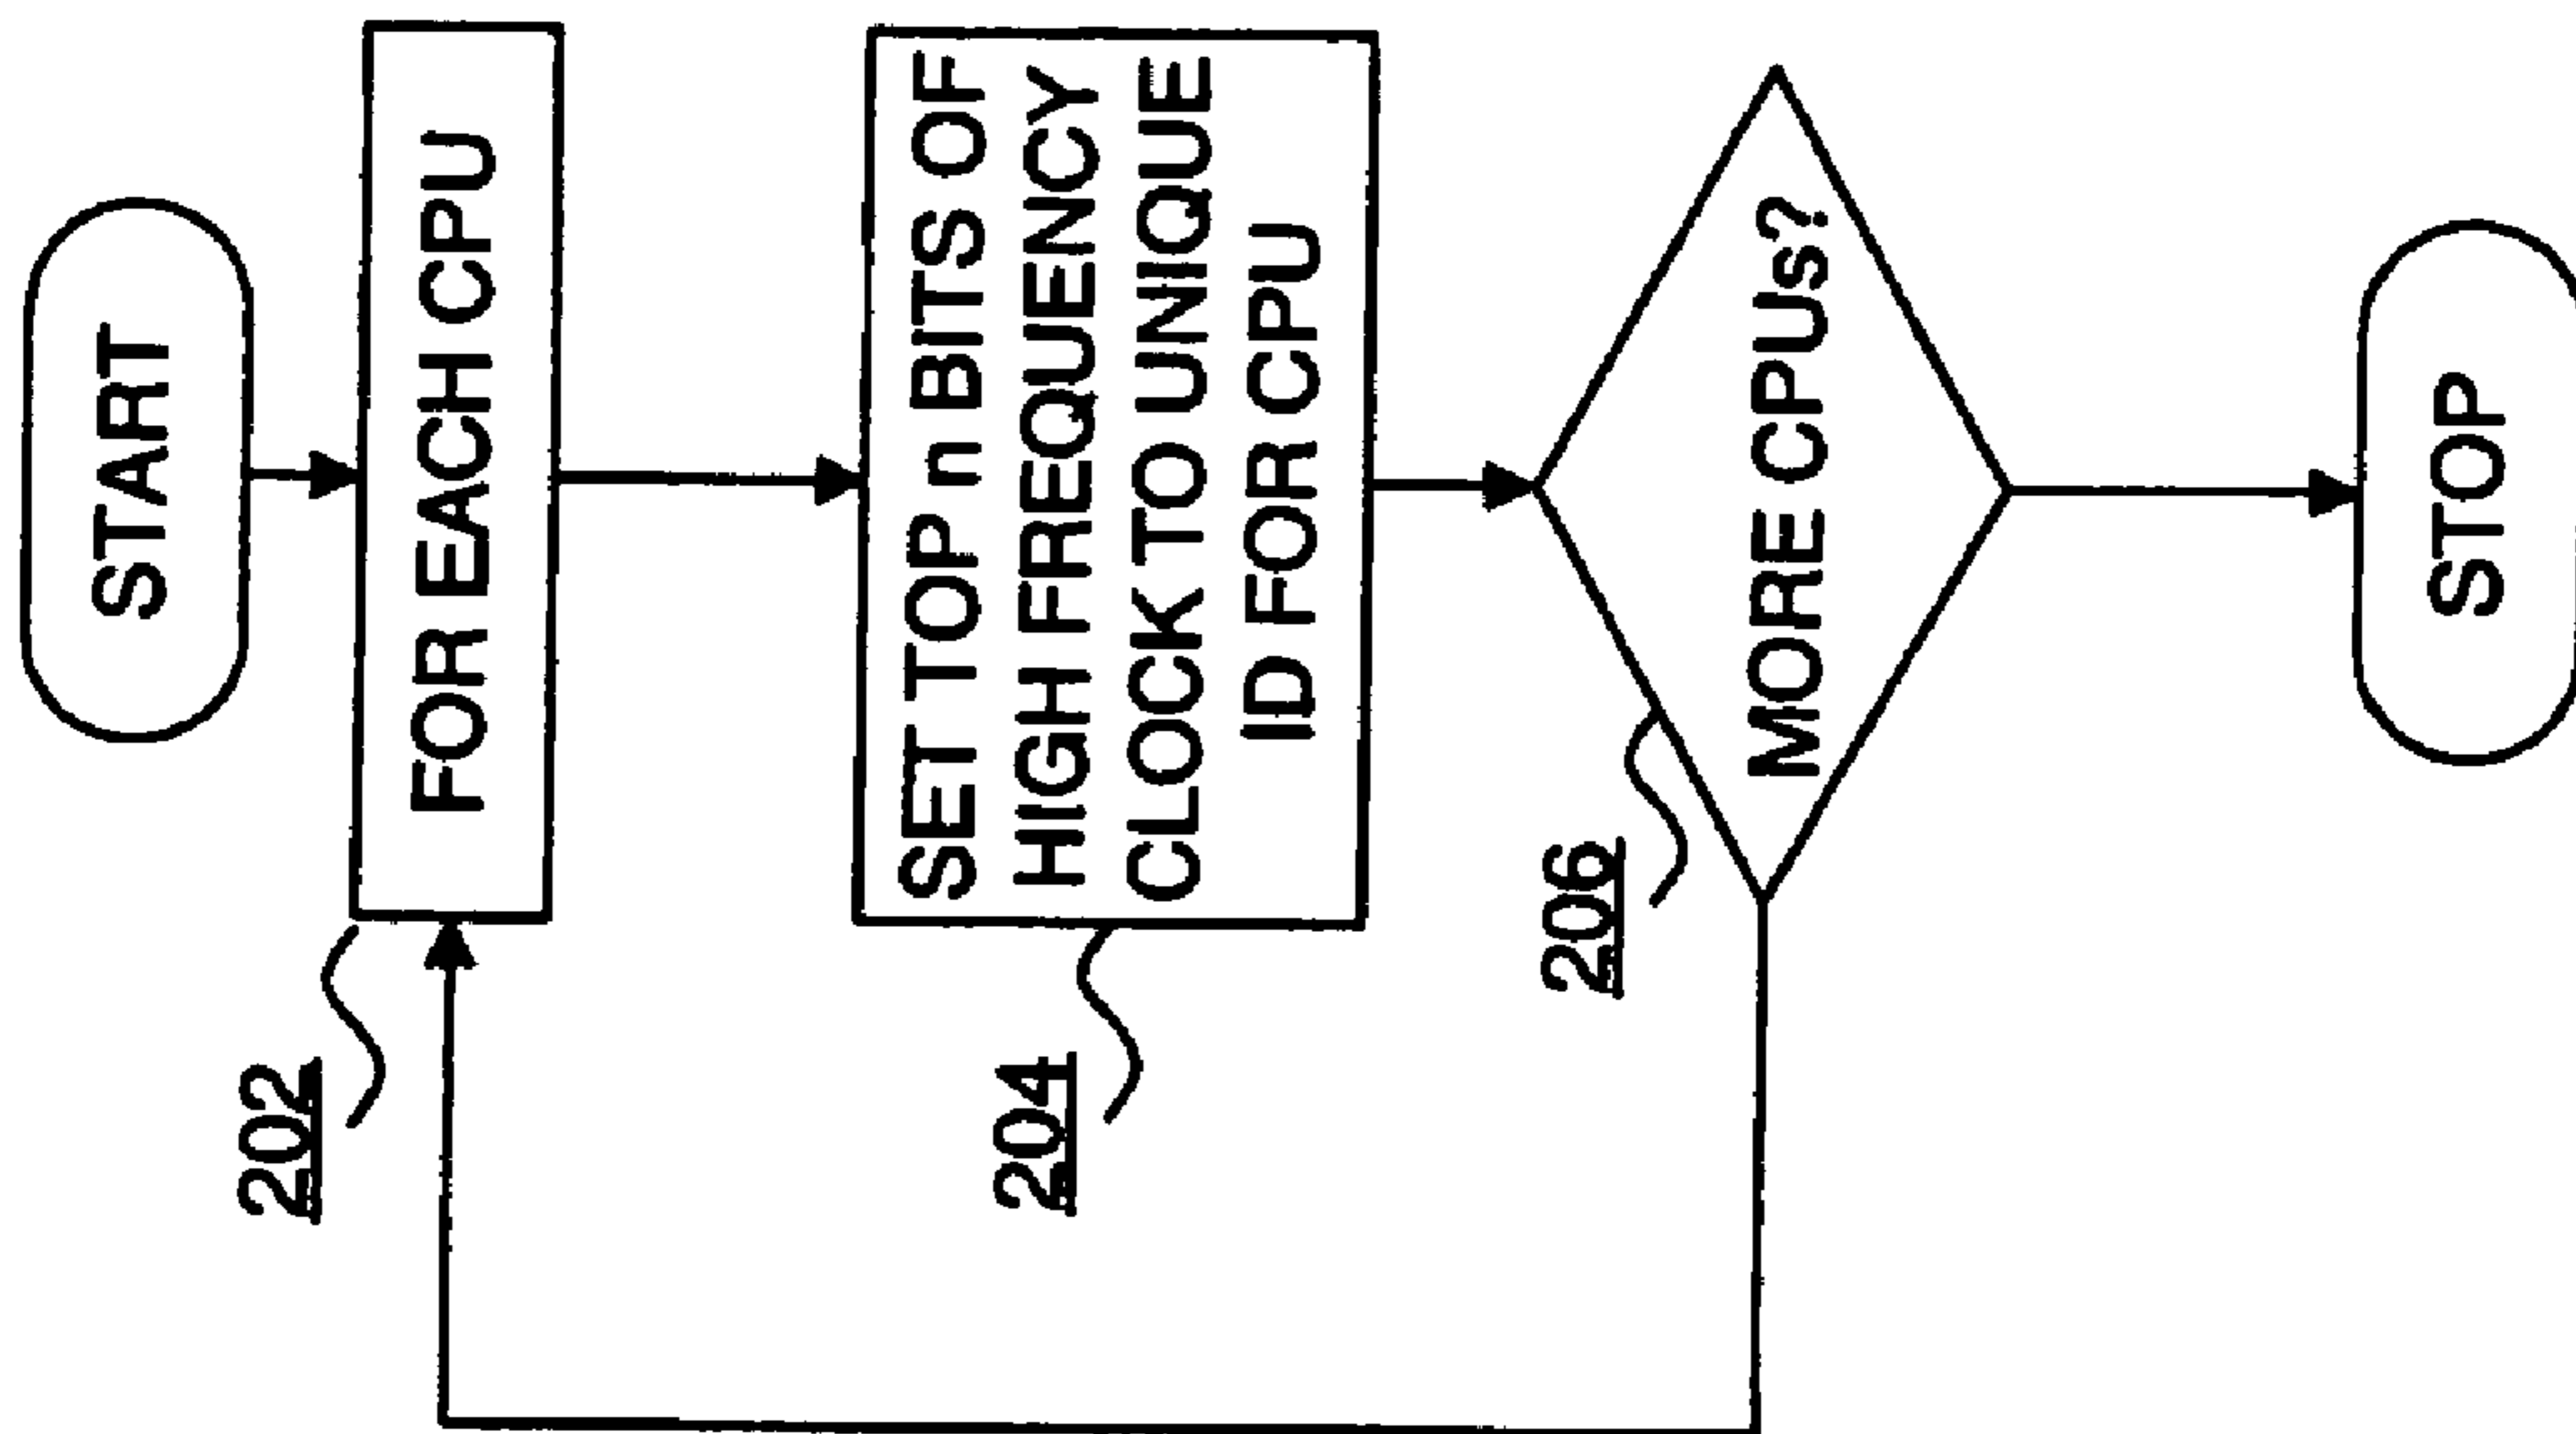 START
FOR EACH CPU
202
SET TOP n BITS OF
HIGH FREQUENCY
CLOCK TO UNIQUE
ID FOR CPU
204
MORE CPUs?
206
STOP